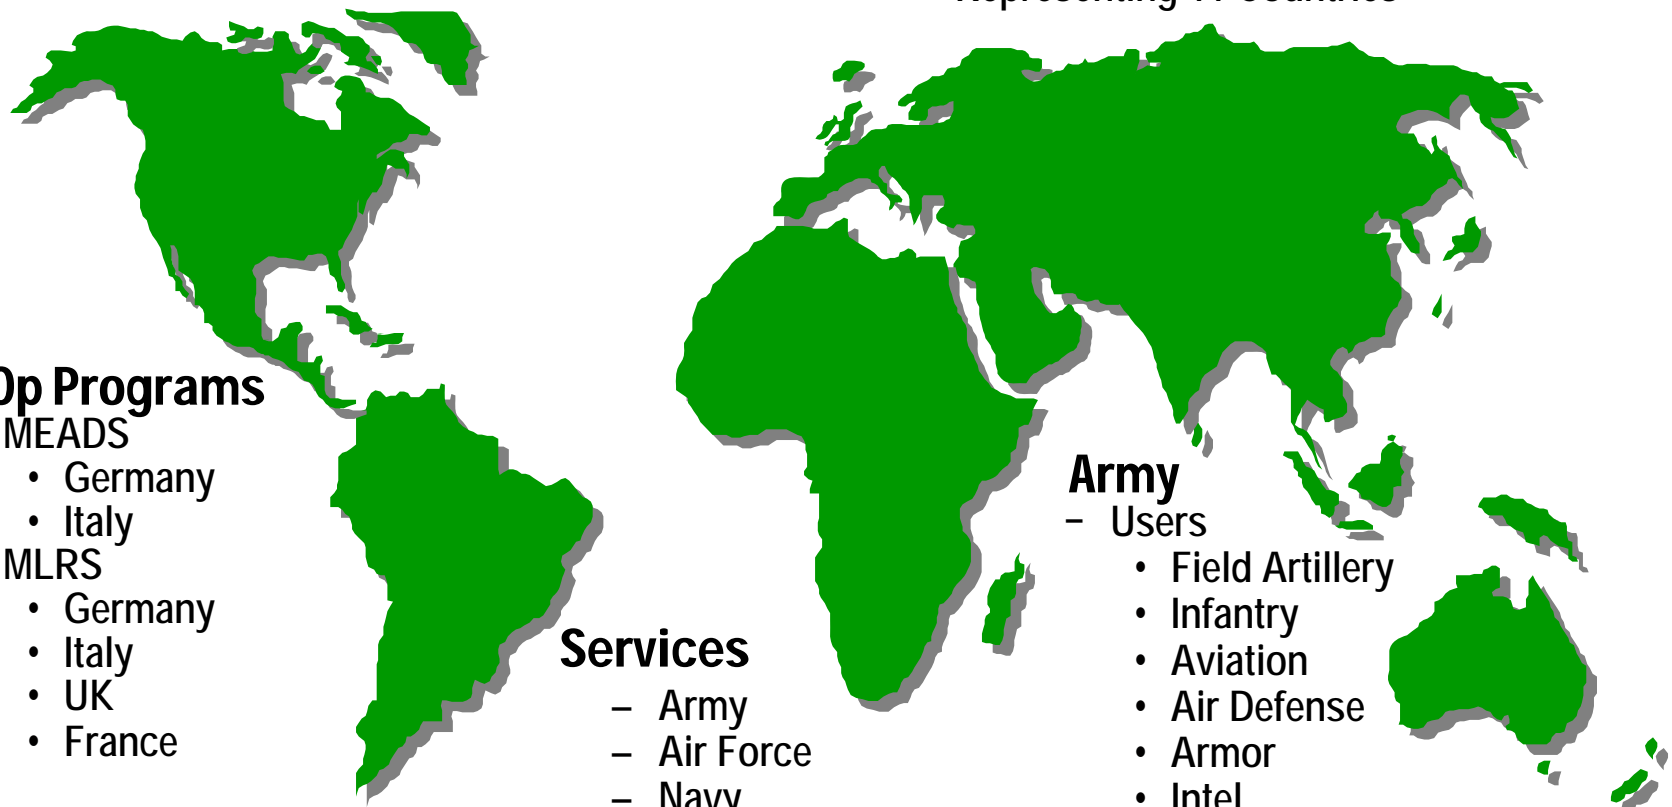 Op Programs
MEADS
• Germany
• Italy
MLRS
• Germany
• Italy
• UK
• France
Services
– Army
– Air Force
– Navy
Army
– Users
• Field Artillery
• Infantry
• Aviation
• Air Defense
• Armor
• Intel